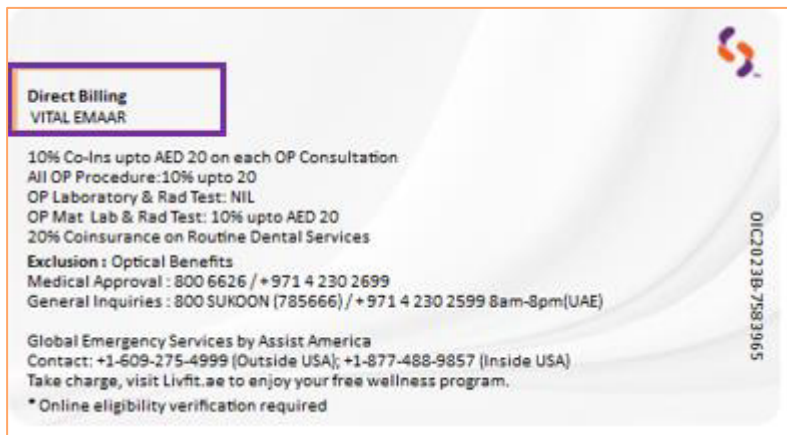 Direct Billing
VITAL EMAAR
10% Co-Ins upto AED 20 on each OP Consultation
All OP Procedure:10% upto 20
OP Laboratory & Rad Test: NIL
OP Mat Lab & Rad Test: 10% upto AED 20
20% Coinsurance on Routine Dental Services
Exclusion : Optical Benefits
Medical Approval : 800 6626 / +971 4 230 2699
General Inquiries : 800 SUKOON (785666) / +971 4 230 2599 8am-8pm(UAE)
Global Emergency Services by Assist America
Contact: +1-609-275-4999 (Outside USA); +1-877-488-9857 (Inside USA)
Take charge, visit Livfit.ae to enjoy your free wellness program.
*Online eligibility verification required
OIC2023B-7583965